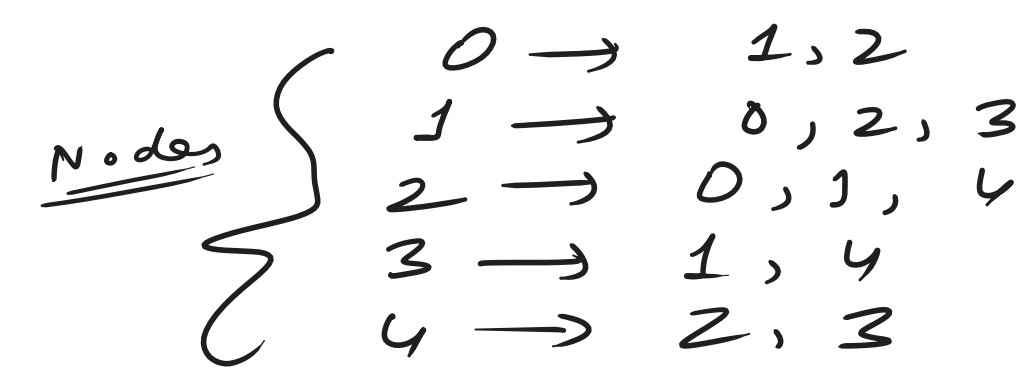 Nodes
0 → 1, 2
1 → 0, 2, 3
2 → 0, 1, 4
3 → 1, 4
4 → 2, 3